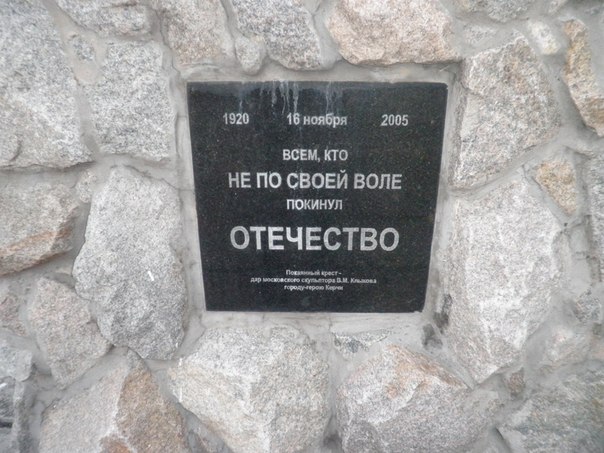 1920 16 ноября 2005
ВСЕМ, КТО
НЕ ПО СВОЕЙ ВОЛЕ
ПОКИНУЛ
ОТЕЧЕСТВО
Покаянный крест-
дар московского скульптора В.М. Клыкова
городу-герою Керчи